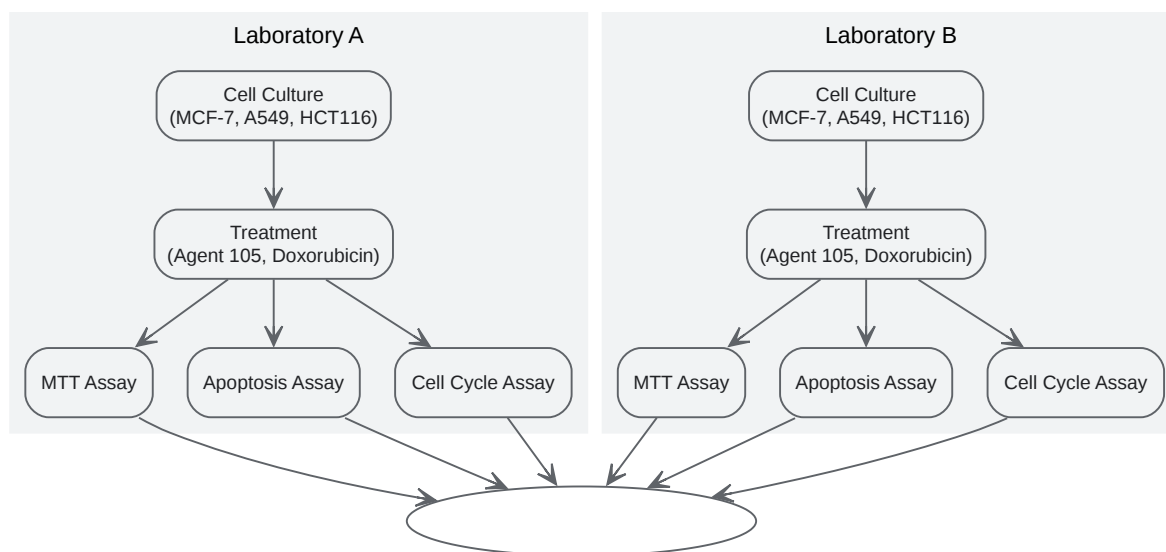 Laboratory A
Cell Culture
(MCF-7, A549, HCT116)
Treatment
(Agent 105, Doxorubicin)
MTT Assay
Apoptosis Assay
Cell Cycle Assay
Laboratory B
Cell Culture
(MCF-7, A549, HCT116)
Treatment
(Agent 105, Doxorubicin)
MTT Assay
Apoptosis Assay
Cell Cycle Assay